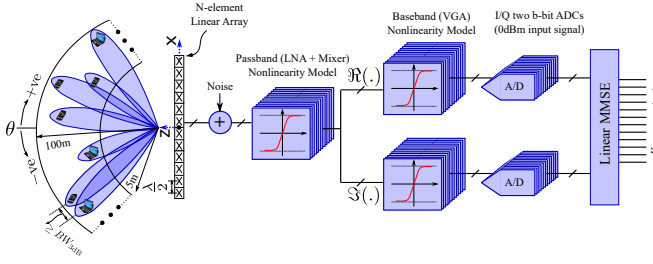 N-element
Linear Array
X
Z
θ
+ve
−ve
100m
5m
λ
2
≥ BW3dB
Noise
+
Passband (LNA + Mixer)
Nonlinearity Model
ℜ(.)
ℑ(.)
Baseband (VGA)
Nonlinearity Model
I/Q two b-bit ADCs
(0dBm input signal)
A/D
A/D
Linear MMSE